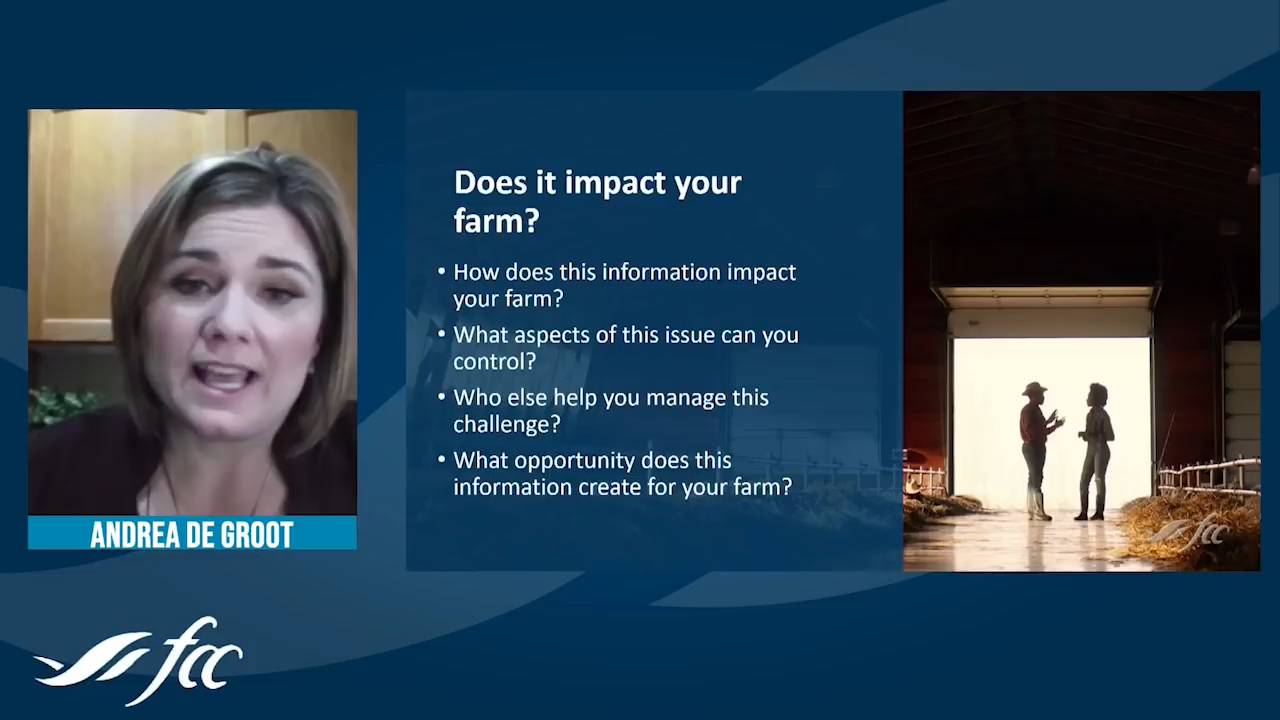 Does it impact your
farm?
• How does this information impact
your farm?
• What aspects of this issue can you
control?
• Who else help you manage this
challenge?
• What opportunity does this
information create for your farm?
fcc
ANDREA DE GROOT
fcc